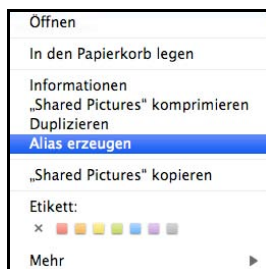 Öffnen
In den Papierkorb legen
Informationen
„Shared Pictures“ komprimieren
Duplizieren
Alias erzeugen
„Shared Pictures“ kopieren
Etikett:
Mehr